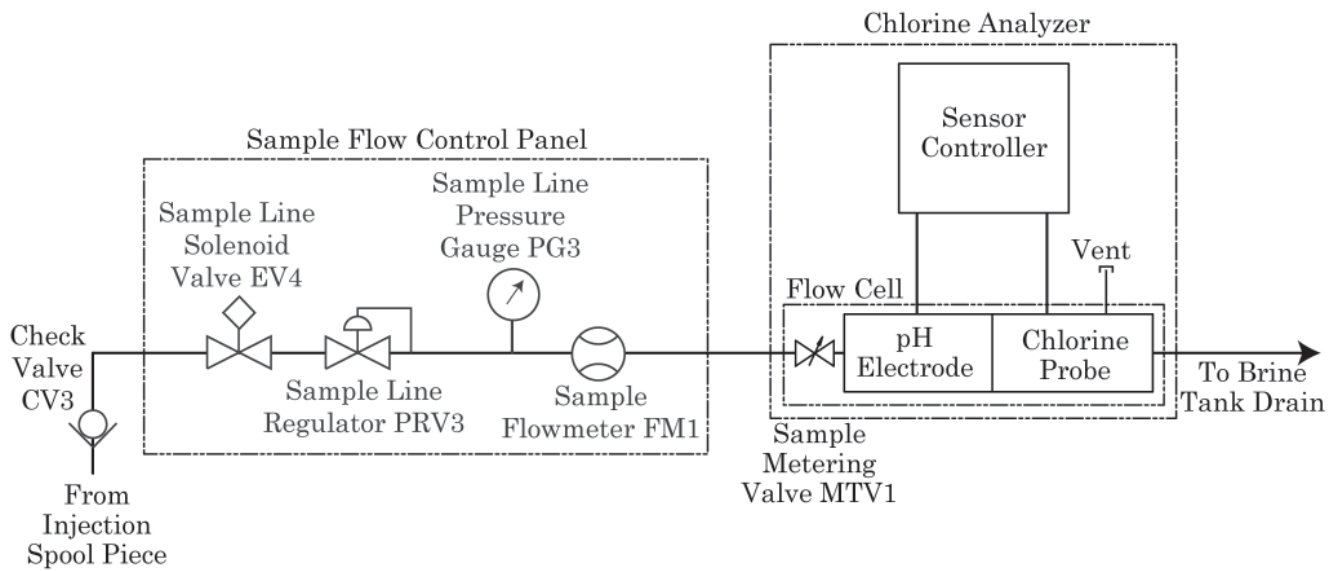 Chlorine Analyzer
Sensor
Controller
Sample Flow Control Panel
Sample Line
Solenoid
Valve EV4
Sample Line
Pressure
Gauge PG3
Vent
Flow Cell
Check
Valve
CV3
pH
Electrode
Chlorine
Probe
Sample Line
Regulator PRV3
Sample
Flowmeter FM1
To Brine
Tank Drain
Sample
Metering
Valve MTV1
From
Injection
Spool Piece